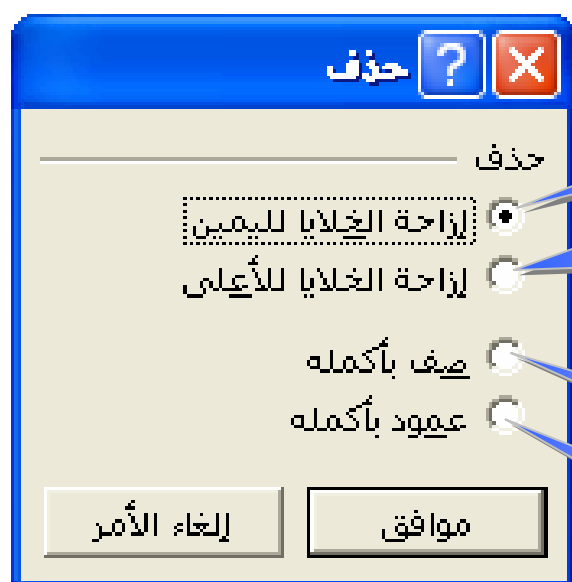 حذف
حذف
إزاحة الخلايا لليمين
إزاحة الخلايا للأعلى
صف بأكمله
عمود بأكمله
موافق
إلغاء الأمر